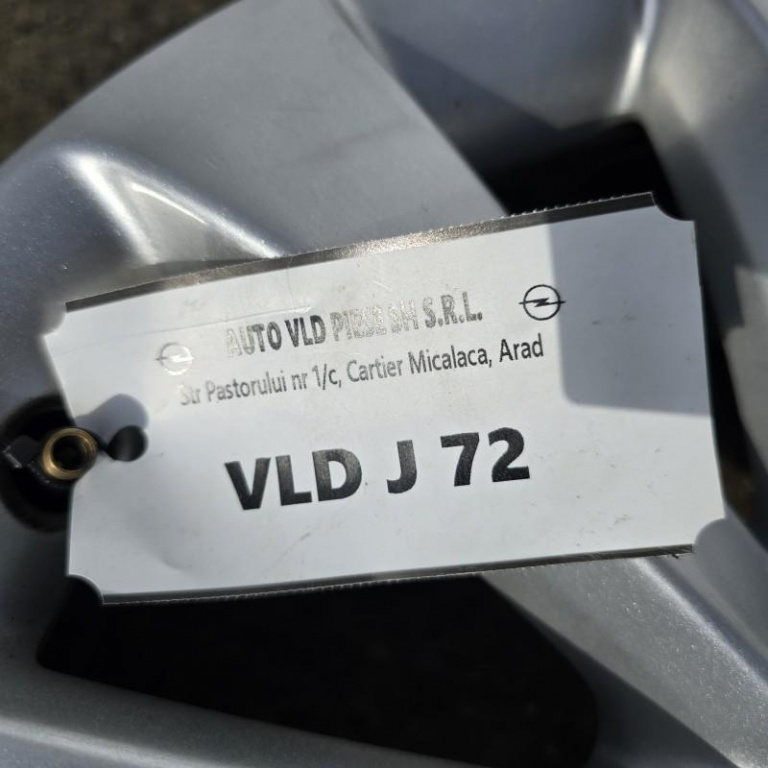 AUTO VLD PIESE SH S.R.L.
Str Pastorului nr 1/c, Cartier Micalaca, Arad
VLD J 72